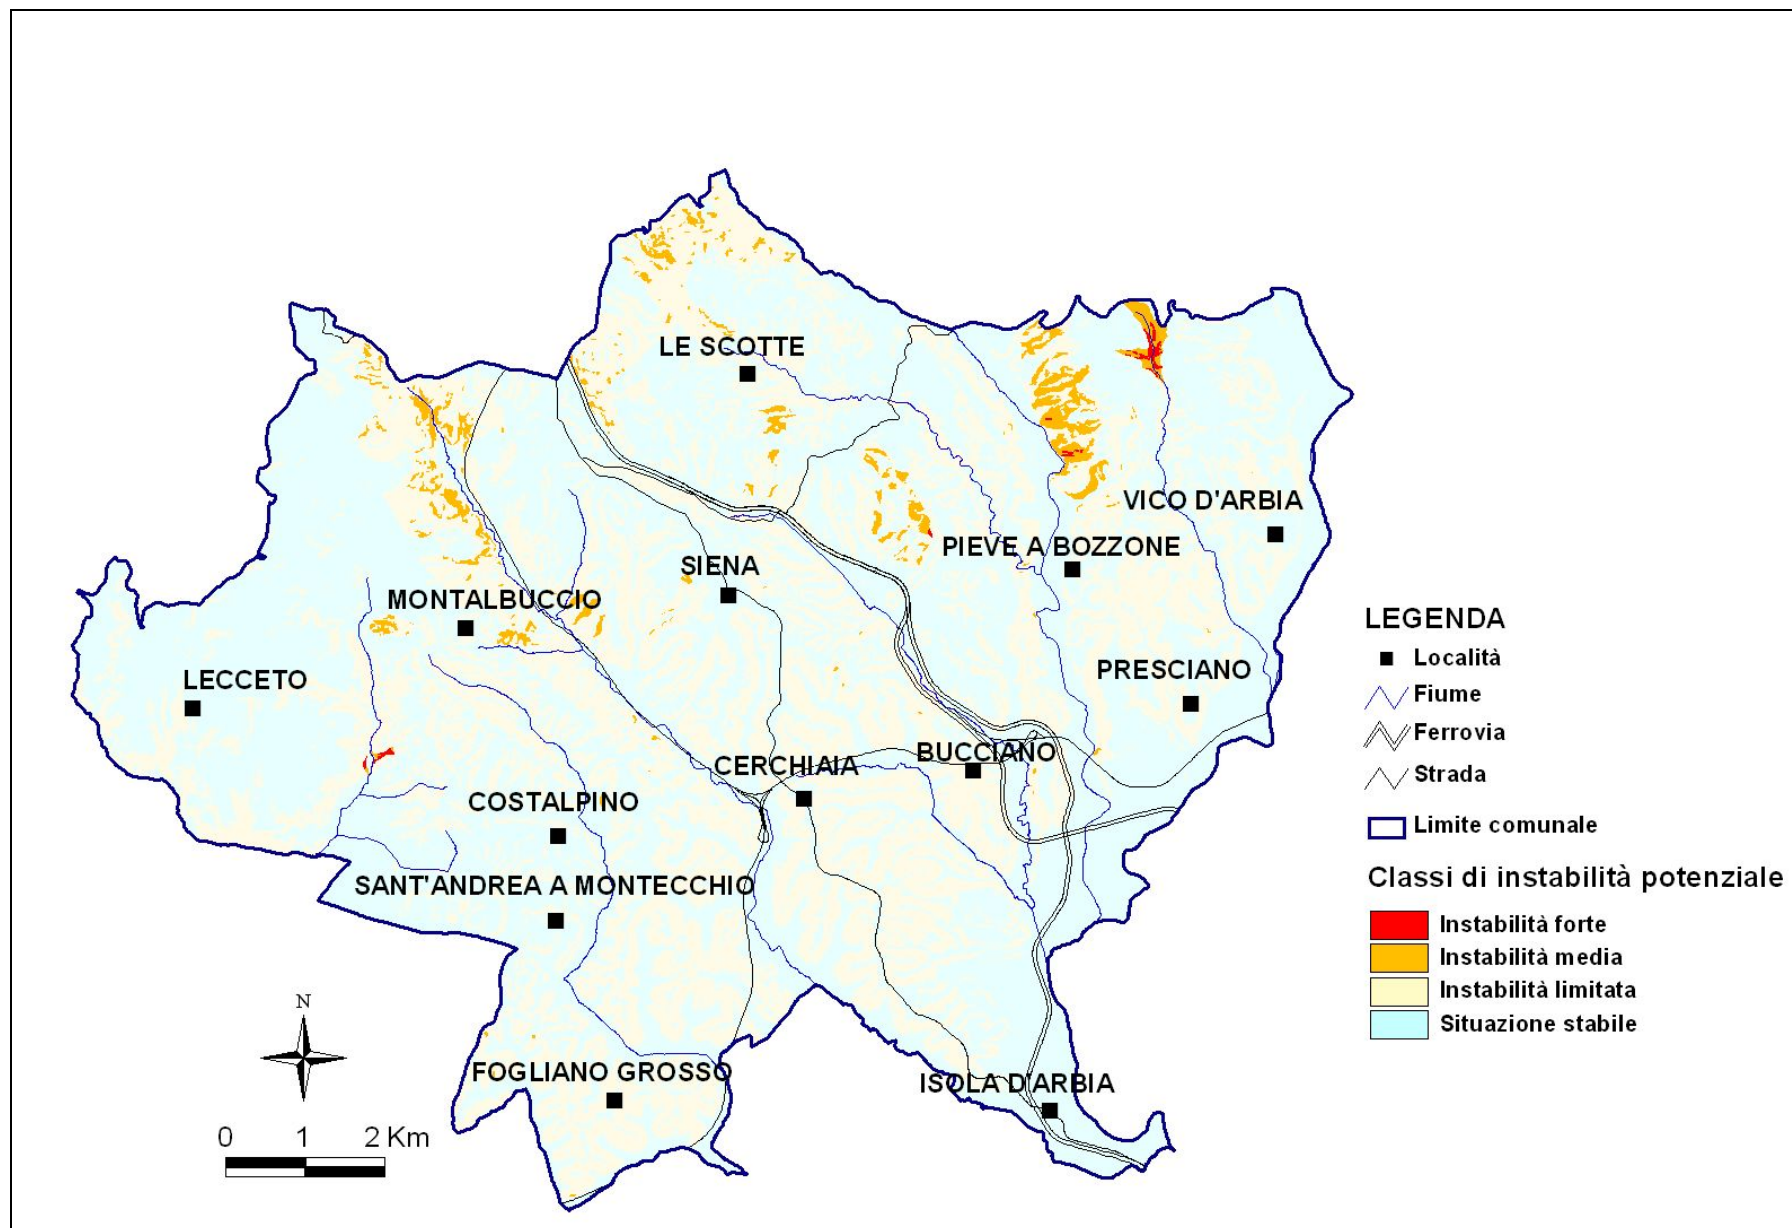 LE SCOTTE
VICO D'ARBIA
PIEVE A BOZZONE
SIENA
MONTALBUCCIO
LECCETO
PRESCIANO
BUCCIANO
CERCHIAIA
COSTALPINO
SANT'ANDREA A MONTECCHIO
FOGLIANO GROSSO
ISOLA D'ARBIA
N
0 1 2 Km
LEGENDA
Località
Fiume
Ferrovia
Strada
Limite comunale
Classi di instabilità potenziale
Instabilità forte
Instabilità media
Instabilità limitata
Situazione stabile